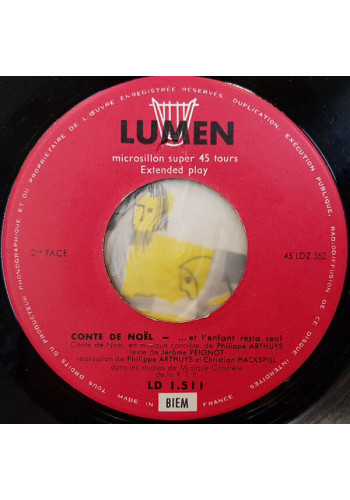 TOUS DROITS DU PRODUCTEUR PHONOGRAPHIQUE ET DU PROPRIÉTAIRE DE L'ŒUVRE ENREGISTRÉE RÉSERVÉS. DUPLICATION, EXÉCUTION PUBLIQUE, RADIO-DIFFUSION DE CE DISQUE INTERDITES
LUMEN
microsillon super 45 tours
Extended play
2me FACE
45 LDZ 352
CONTE DE NOËL — ...et l'enfant resta seul
Conte de Noël, en musique concrète, de Philippe ARTHUYS
texte de Jérôme PEIGNOT
réalisation de Philippe ARTHUYS et Christian HACKSPILL
dans les studios de Musique Concrète
de la R.T.F.
LD 1.511
MADE IN BIEM FRANCE